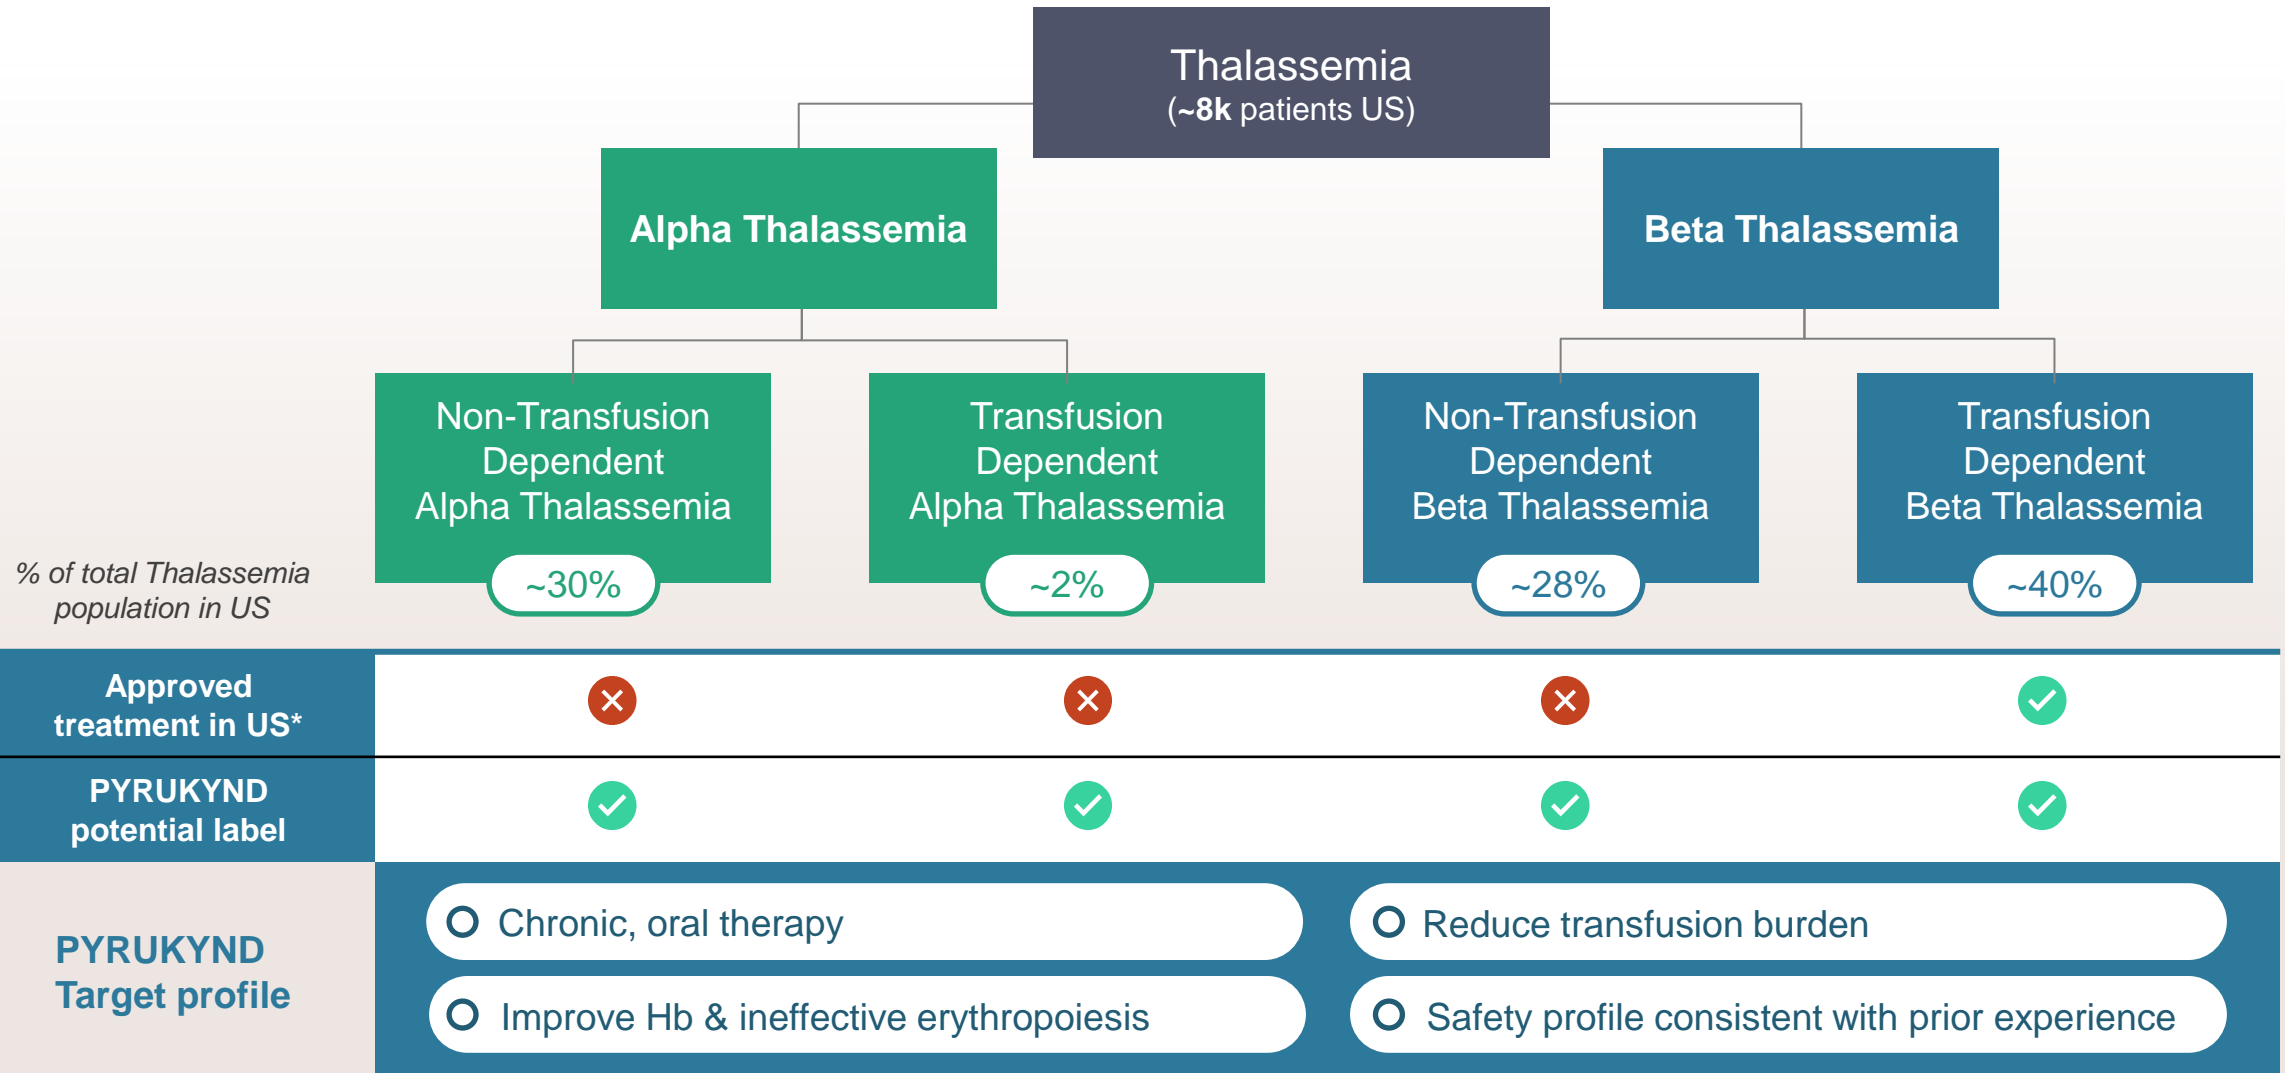 Thalassemia
(~8k patients US)
Alpha Thalassemia
Beta Thalassemia
Non-Transfusion
Dependent
Alpha Thalassemia
~30%
Transfusion
Dependent
Alpha Thalassemia
~2%
Non-Transfusion
Dependent
Beta Thalassemia
~28%
Transfusion
Dependent
Beta Thalassemia
~40%
% of total Thalassemia
population in US
Approved
treatment in US*
PYRUKYND
potential label
PYRUKYND
Target profile
Chronic, oral therapy
Reduce transfusion burden
Improve Hb & ineffective erythropoiesis
Safety profile consistent with prior experience